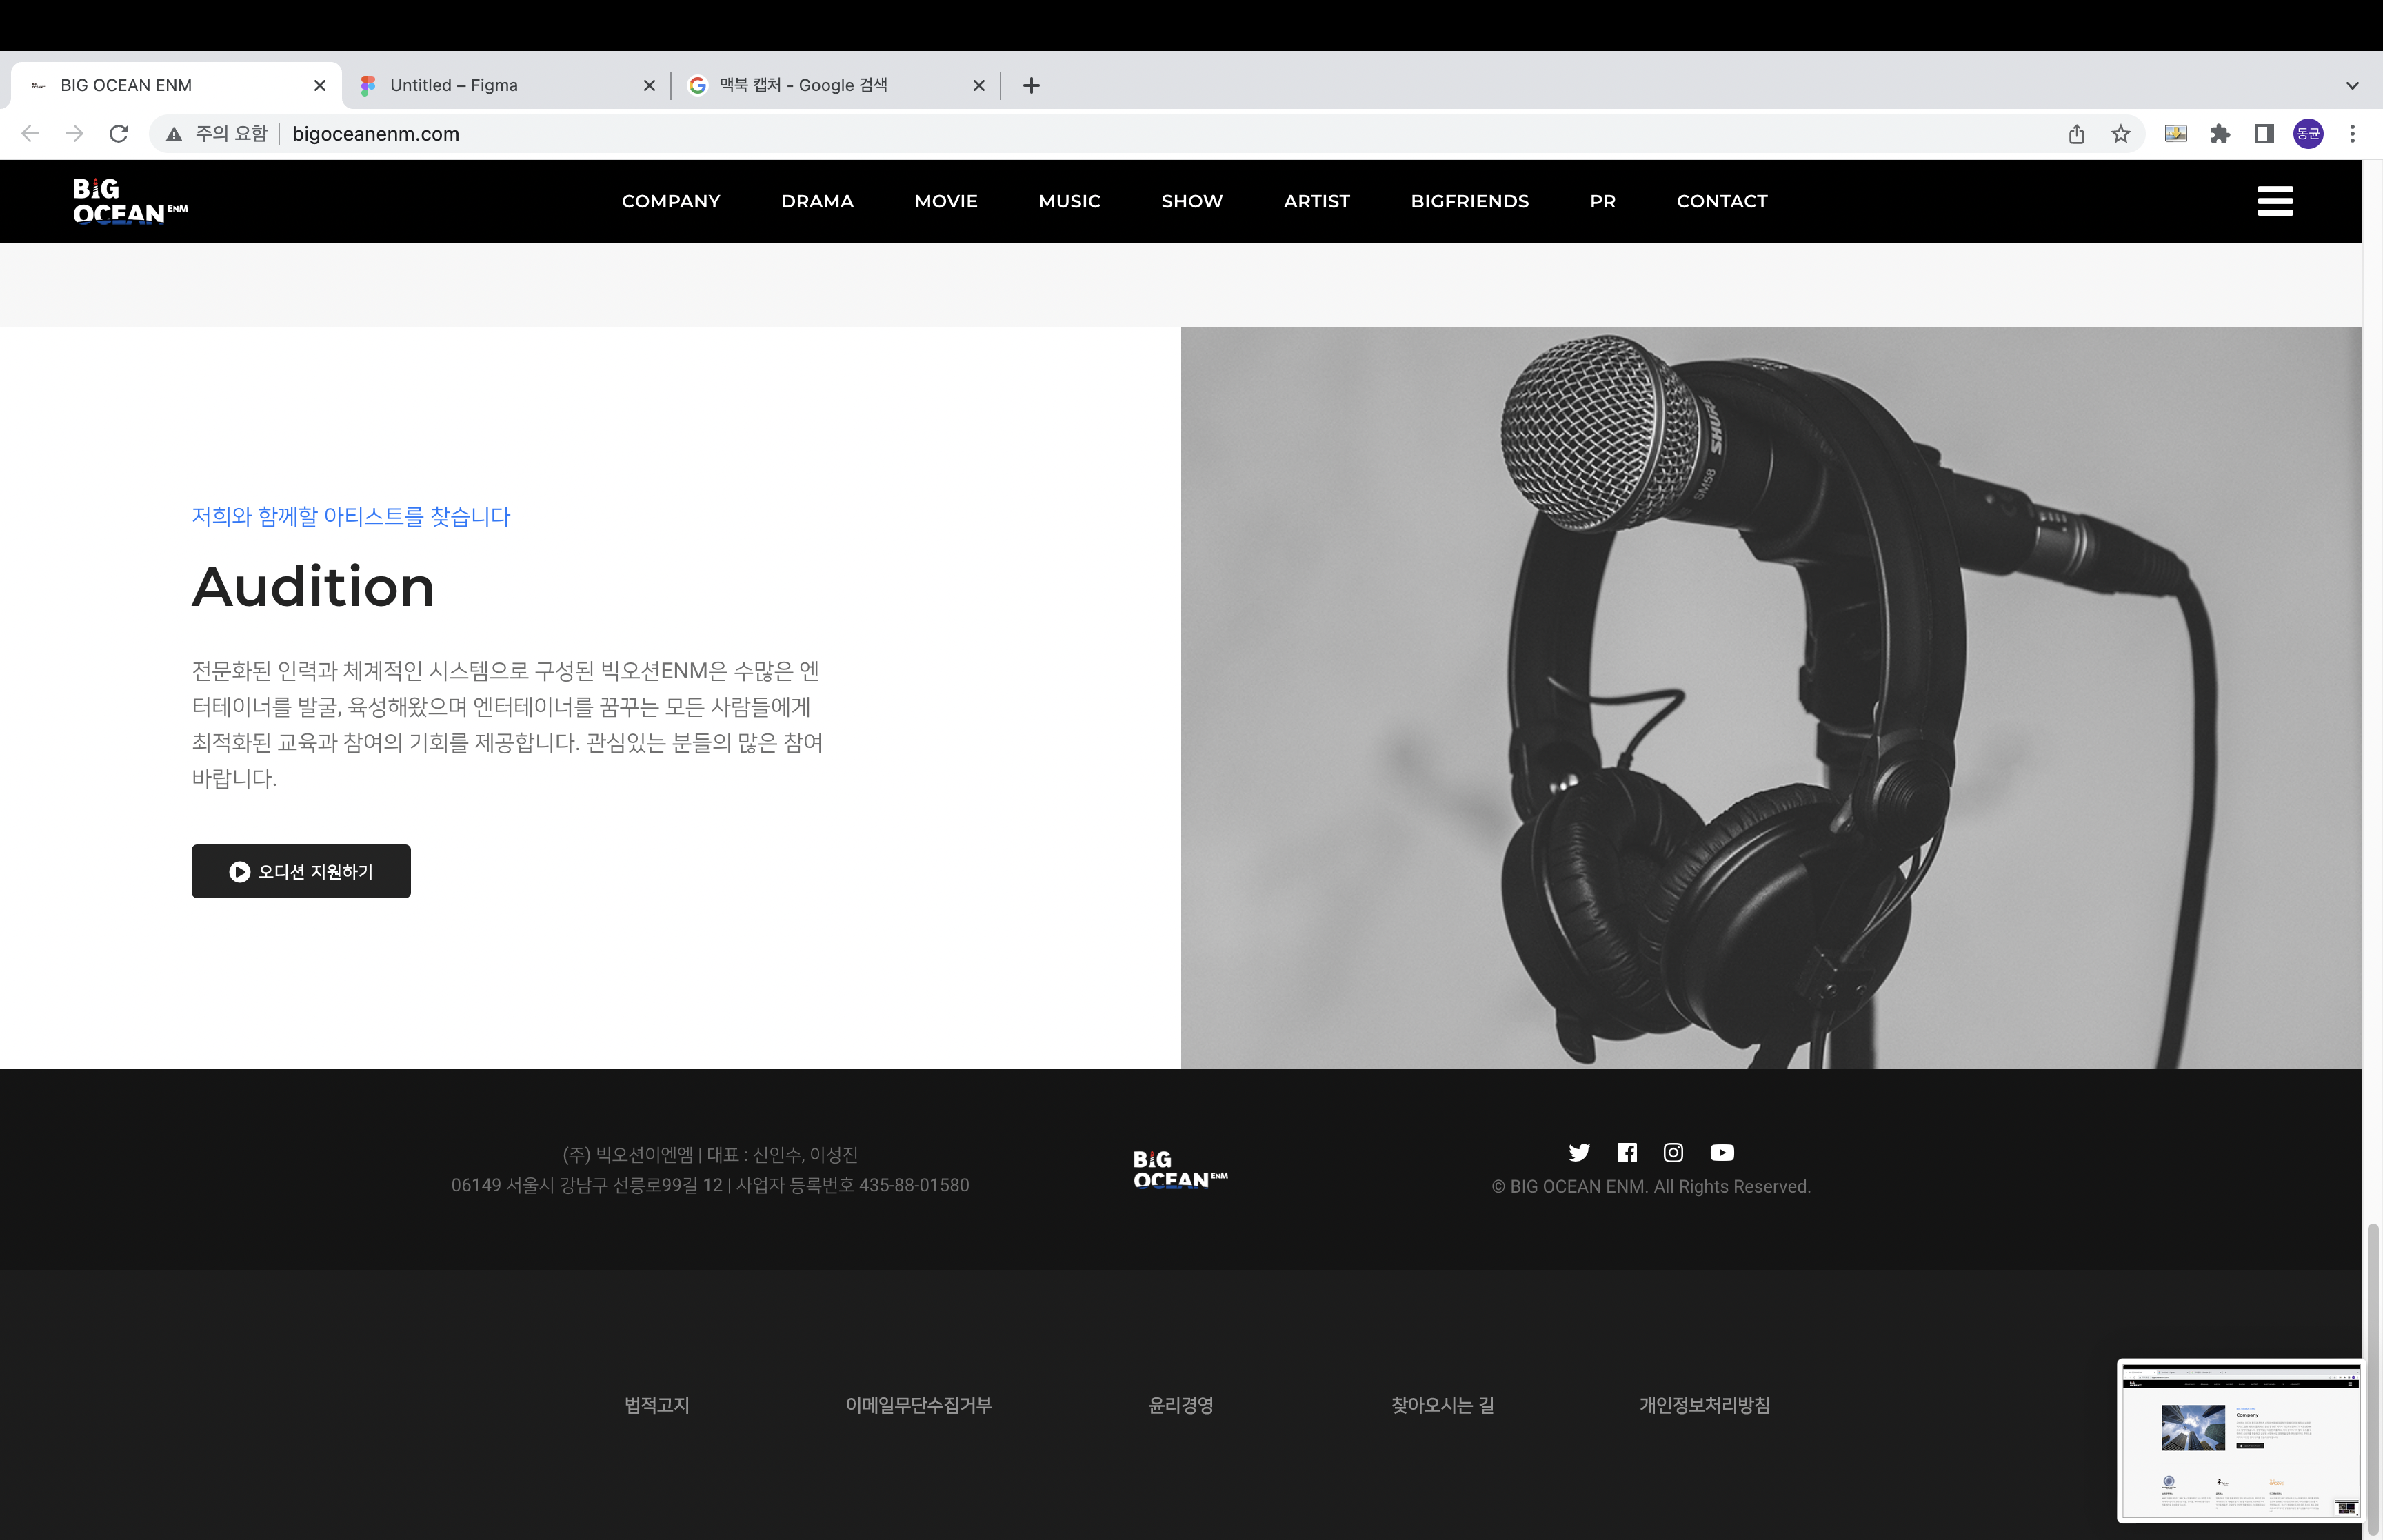 BIG OCEAN ENM
Untitled – Figma
맥북 캡처 - Google 검색
주의 요함
bigoceanenm.com
동균
BIG
OCEAN ENM
COMPANY
DRAMA
MOVIE
MUSIC
SHOW
ARTIST
BIGFRIENDS
PR
CONTACT
저희와 함께할 아티스트를 찾습니다
Audition
전문화된 인력과 체계적인 시스템으로 구성된 빅오션ENM은 수많은 엔
터테이너를 발굴, 육성해왔으며 엔터테이너를 꿈꾸는 모든 사람들에게
최적화된 교육과 참여의 기회를 제공합니다. 관심있는 분들의 많은 참여
바랍니다.
오디션 지원하기
SHURE
SM58
(주) 빅오션이엔엠 | 대표 : 신인수, 이성진
06149 서울시 강남구 선릉로99길 12 | 사업자 등록번호 435-88-01580
BIG
OCEAN ENM
© BIG OCEAN ENM. All Rights Reserved.
법적고지
이메일무단수집거부
윤리경영
찾아오시는 길
개인정보처리방침
Company